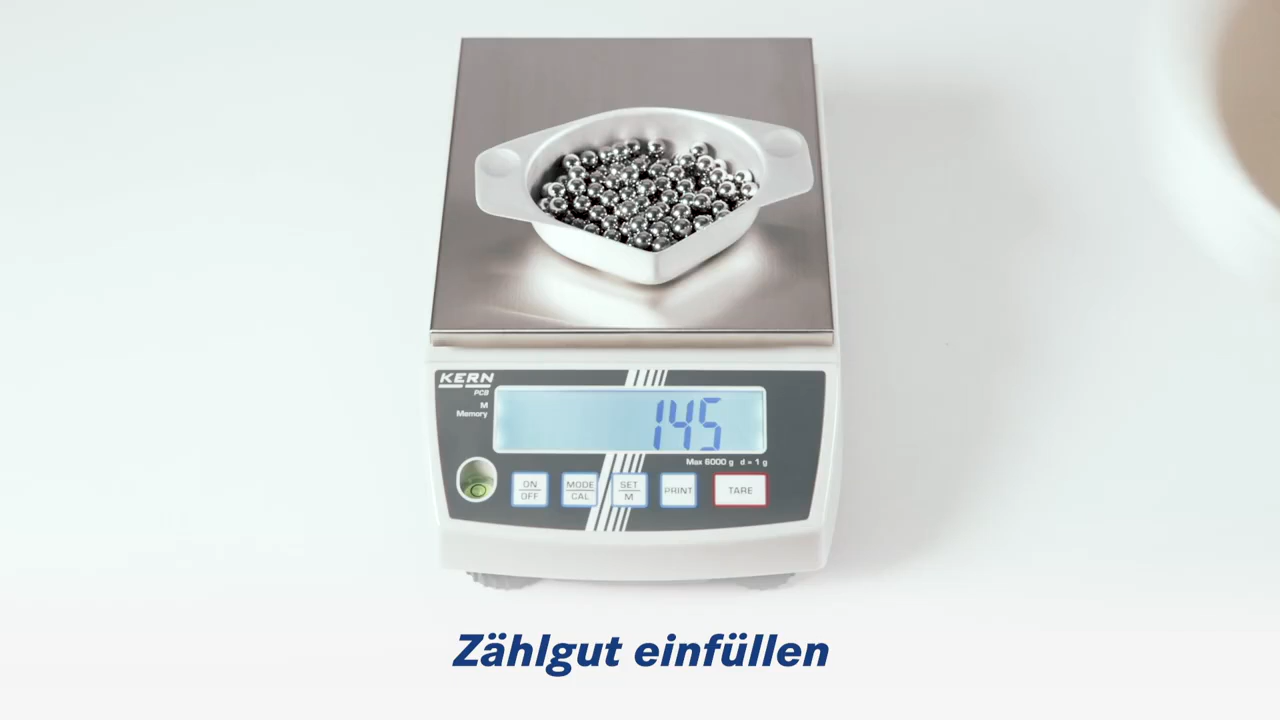 KERN
PCB
M
Memory
145
Max 6000 g d = 1 g
ON
OFF
MODE
CAL
SET
M
PRINT
TARE
Zählgut einfüllen